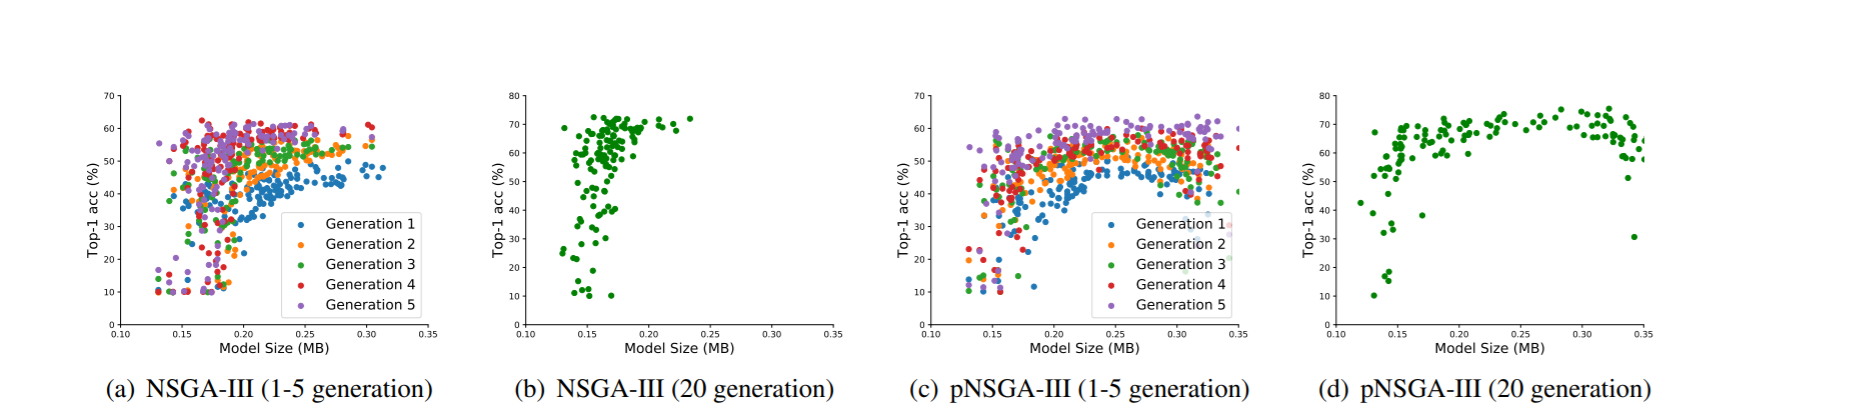 70
60
50
40
30
20
10
0
Top-1 acc (%)
0.10 0.15 0.20 0.25 0.30 0.35
Model Size (MB)
Generation 1
Generation 2
Generation 3
Generation 4
Generation 5
(a) NSGA-III (1-5 generation)
80
70
60
50
40
30
20
10
0
Top-1 acc (%)
0.10 0.15 0.20 0.25 0.30 0.35
Model Size (MB)
(b) NSGA-III (20 generation)
70
60
50
40
30
20
10
0
Top-1 acc (%)
0.10 0.15 0.20 0.25 0.30 0.35
Model Size (MB)
Generation 1
Generation 2
Generation 3
Generation 4
Generation 5
(c) pNSGA-III (1-5 generation)
80
70
60
50
40
30
20
10
0
Top-1 acc (%)
0.10 0.15 0.20 0.25 0.30 0.35
Model Size (MB)
(d) pNSGA-III (20 generation)